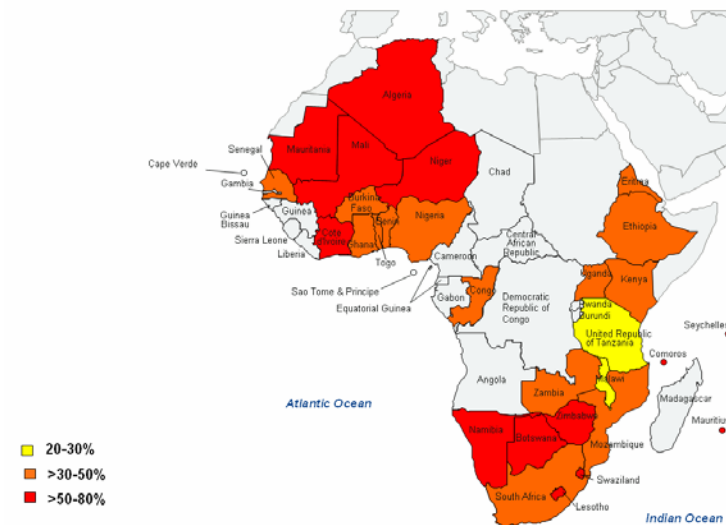 Algeria
Mauritania
Mali
Niger
Chad
Cape Verde
Senegal
Gambia
Guinea
Bissau
Guinea
Sierra Leone
Liberia
Cote
d'Ivoire
Burkina
Faso
Ghana
Togo
Benin
Nigeria
Cameroon
Central
African
Republic
Eritrea
Ethiopia
Sao Tome & Principe
Equatorial Guinea
Gabon
Congo
Democratic
Republic of
Congo
Uganda
Kenya
Rwanda
Burundi
United Republic
of Tanzania
Seychelles
Comoros
Angola
Zambia
Malawi
Madagascar
Mauritiu
Atlantic Ocean
Namibia
Botswana
Zimbabw
Mozambique
Swaziland
South Africa
Lesotho
Indian Ocean
20-30%
>30-50%
>50-80%